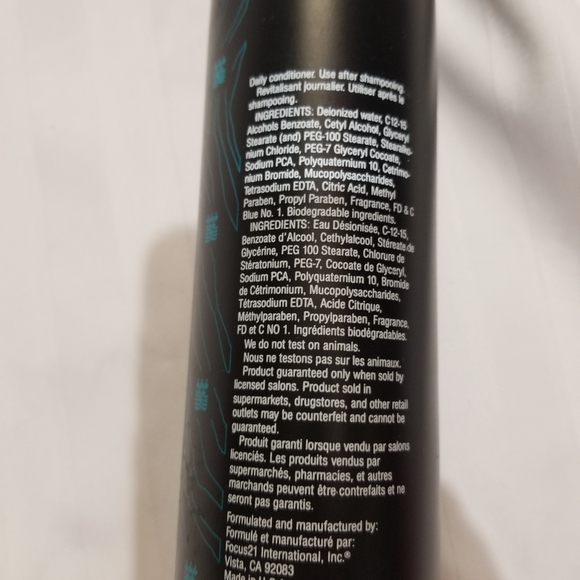 Daily conditioner. Use after shampooing.
Revitalisant journalier. Utiliser après le
shampooing.
INGREDIENTS: Deionized water, C12-15
Alcohols Benzoate, Cetyl Alcohol, Glyceryl
Stearate (and) PEG-100 Stearate, Stearalko-
nium Chloride, PEG-7 Glyceryl Cocoate,
Sodium PCA, Polyquaternium 10, Cetrimo-
nium Bromide, Mucopolysaccharides,
Tetrasodium EDTA, Citric Acid, Methyl
Paraben, Propyl Paraben, Fragrance, FD & C
Blue No. 1. Biodegradable ingredients.
INGREDIENTS: Eau Désionisée, C-12-15,
Benzoate d'Alcool, Cethylalcool, Stéreate de
Glycérine, PEG 100 Stearate, Chlorure de
Stératonium, PEG-7, Cocoate de Glyceryl,
Sodium PCA, Polyquaternium 10, Bromide
de Cétrimonium, Mucopolysaccharides,
Tétrasodium EDTA, Acide Citrique,
Méthylparaben, Propylparaben, Fragrance,
FD et C NO 1. Ingrédients biodégradables.
We do not test on animals.
Nous ne testons pas sur les animaux.
Product guaranteed only when sold by
licensed salons. Product sold in
supermarkets, drugstores, and other retail
outlets may be counterfeit and cannot be
guaranteed.
Produit garanti lorsque vendu par salons
licenciés. Les produits vendus par
supermarchés, pharmacies, et autres
marchands peuvent être contrefaits et ne
seront pas garantis.
Formulated and manufactured by:
Formulé et manufacturé par:
Focus21 International, Inc.®
Vista, CA 92083
Made in